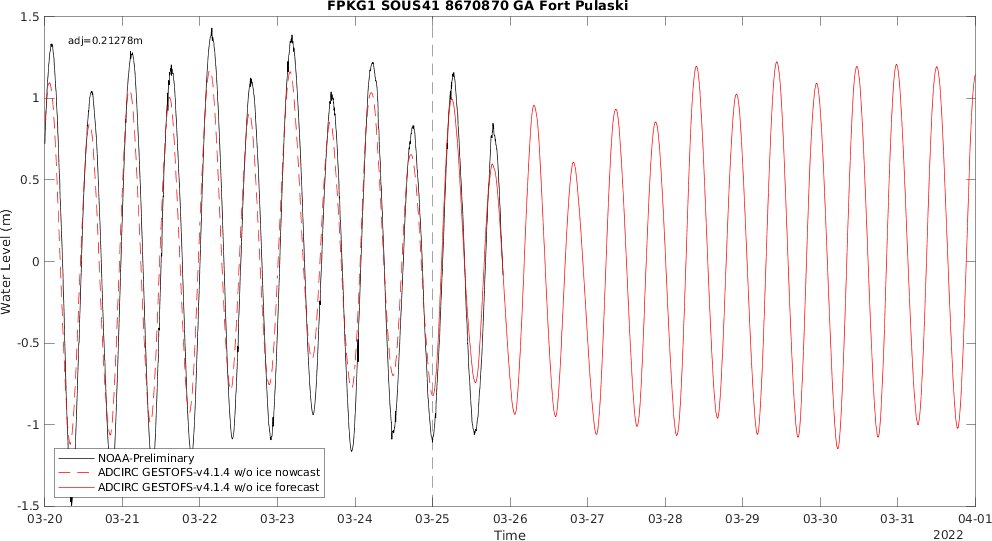 FPKG1 SOUS41 8670870 GA Fort Pulaski
1.5
adj=0.21278m
1
0.5
0
-0.5
-1
-1.5
Water Level (m)
NOAA-Preliminary
ADCIRC GESTOFS-v4.1.4 w/o ice nowcast
ADCIRC GESTOFS-v4.1.4 w/o ice forecast
03-20 03-21 03-22 03-23 03-24 03-25 03-26 03-27 03-28 03-29 03-30 03-31 04-01
Time
2022